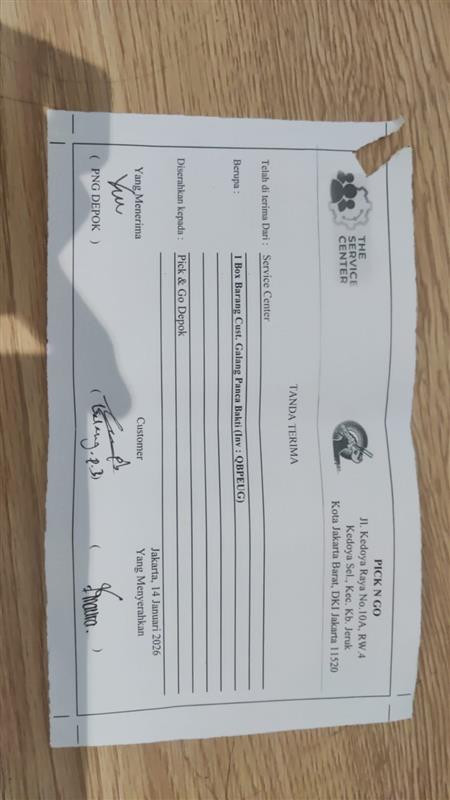 THE
SERVICE
CENTER
PICK N GO
Jl. Kedoya Raya No.10A, RW.4
Kedoya Sel., Kec. Kb. Jeruk
Kota Jakarta Barat, DKI Jakarta 11520
TANDA TERIMA
Telah di terima Dari : Service Center
Berupa : 1 Box Barang Cust. Galang Panca Bakti (Inv : QBPEUG)
Diserahkan kepada : Pick & Go Depok
Jakarta, 14 Januari 2026
Yang Menerima Customer Yang Menyerahkan
( PNG DEPOK ) ( Galang.P.B) ( )